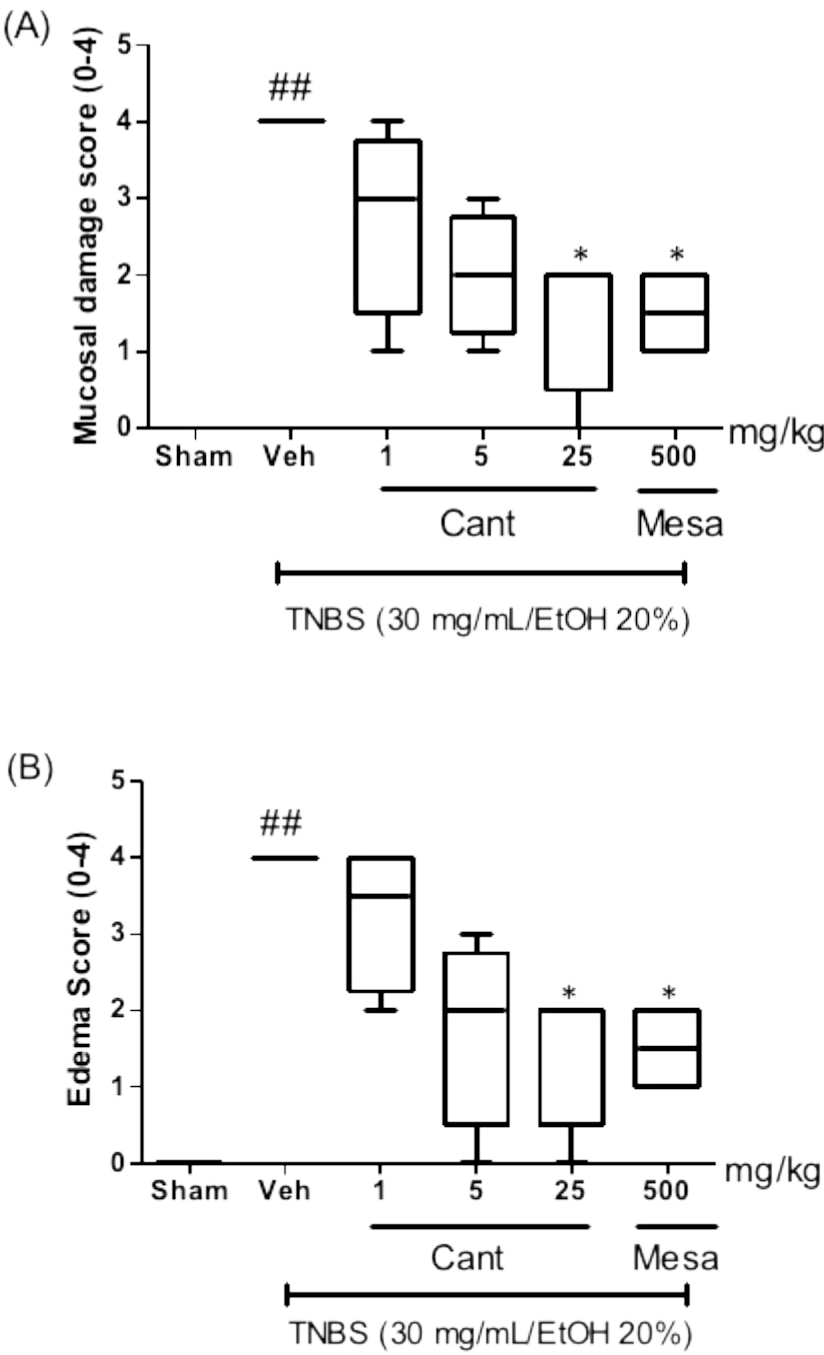 (A)
Mucosal damage score (0-4)
5
4
3
2
1
0
##
*
*
Sham Veh 1 5 25 500 mg/kg
Cant Mesa
TNBS (30 mg/mL/EtOH 20%)
(B)
Edema Score (0-4)
5
4
3
2
1
0
##
*
*
Sham Veh 1 5 25 500 mg/kg
Cant Mesa
TNBS (30 mg/mL/EtOH 20%)